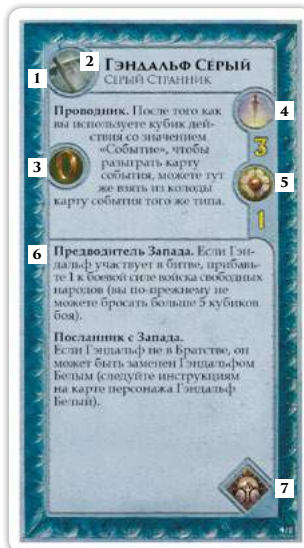 2
ГЭНДАЛЬФ СЕРЫЙ
1
СЕРЫЙ СТРАННИК
Проводник. После того как
вы используете кубик дей-
ствия со значением
«Событие», чтобы
разыграть карту
события, можете тут
же взять из колоды
карту события того же типа.
4
3
3
5
1
6
Предводитель Запада. Если Гэн-
дальф участвует в битве, прибавь-
те 1 к боевой силе войска свободных
народов (вы по-прежнему не
можете бросать больше 5 кубиков
боя).
Посланник с Запада.
Если Гэндальф не в Братстве, он
может быть заменен Гэндальфом
Белым (следуйте инструкциям
на карте персонажа Гэндальф
Белый).
7